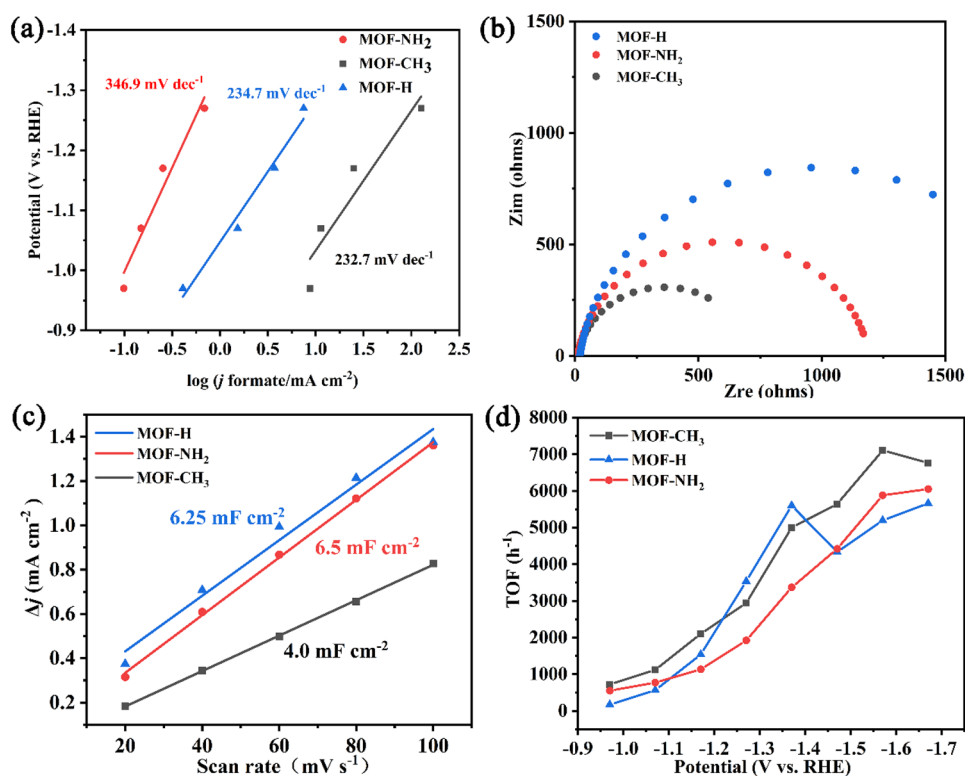 (a)
MOF-NH₂
MOF-CH₃
MOF-H
346.9 mV dec⁻¹
234.7 mV dec⁻¹
232.7 mV dec⁻¹
-1.4
-1.3
-1.2
-1.1
-1.0
-0.9
Potential (V vs. RHE)
-1.0 -0.5 0.0 0.5 1.0 1.5 2.0 2.5
log (j formate/mA cm⁻²)
(b)
MOF-H
MOF-NH₂
MOF-CH₃
1500
1000
500
0
Zim (ohms)
0 500 1000 1500
Zre (ohms)
(c)
MOF-H
MOF-NH₂
MOF-CH₃
6.25 mF cm⁻²
6.5 mF cm⁻²
4.0 mF cm⁻²
1.4
1.2
1.0
0.8
0.6
0.4
0.2
Δj (mA cm⁻²)
20 40 60 80 100
Scan rate（mV s⁻¹）
(d)
MOF-CH₃
MOF-H
MOF-NH₂
8000
7000
6000
5000
4000
3000
2000
1000
0
TOF (h⁻¹)
-0.9 -1.0 -1.1 -1.2 -1.3 -1.4 -1.5 -1.6 -1.7
Potential (V vs. RHE)